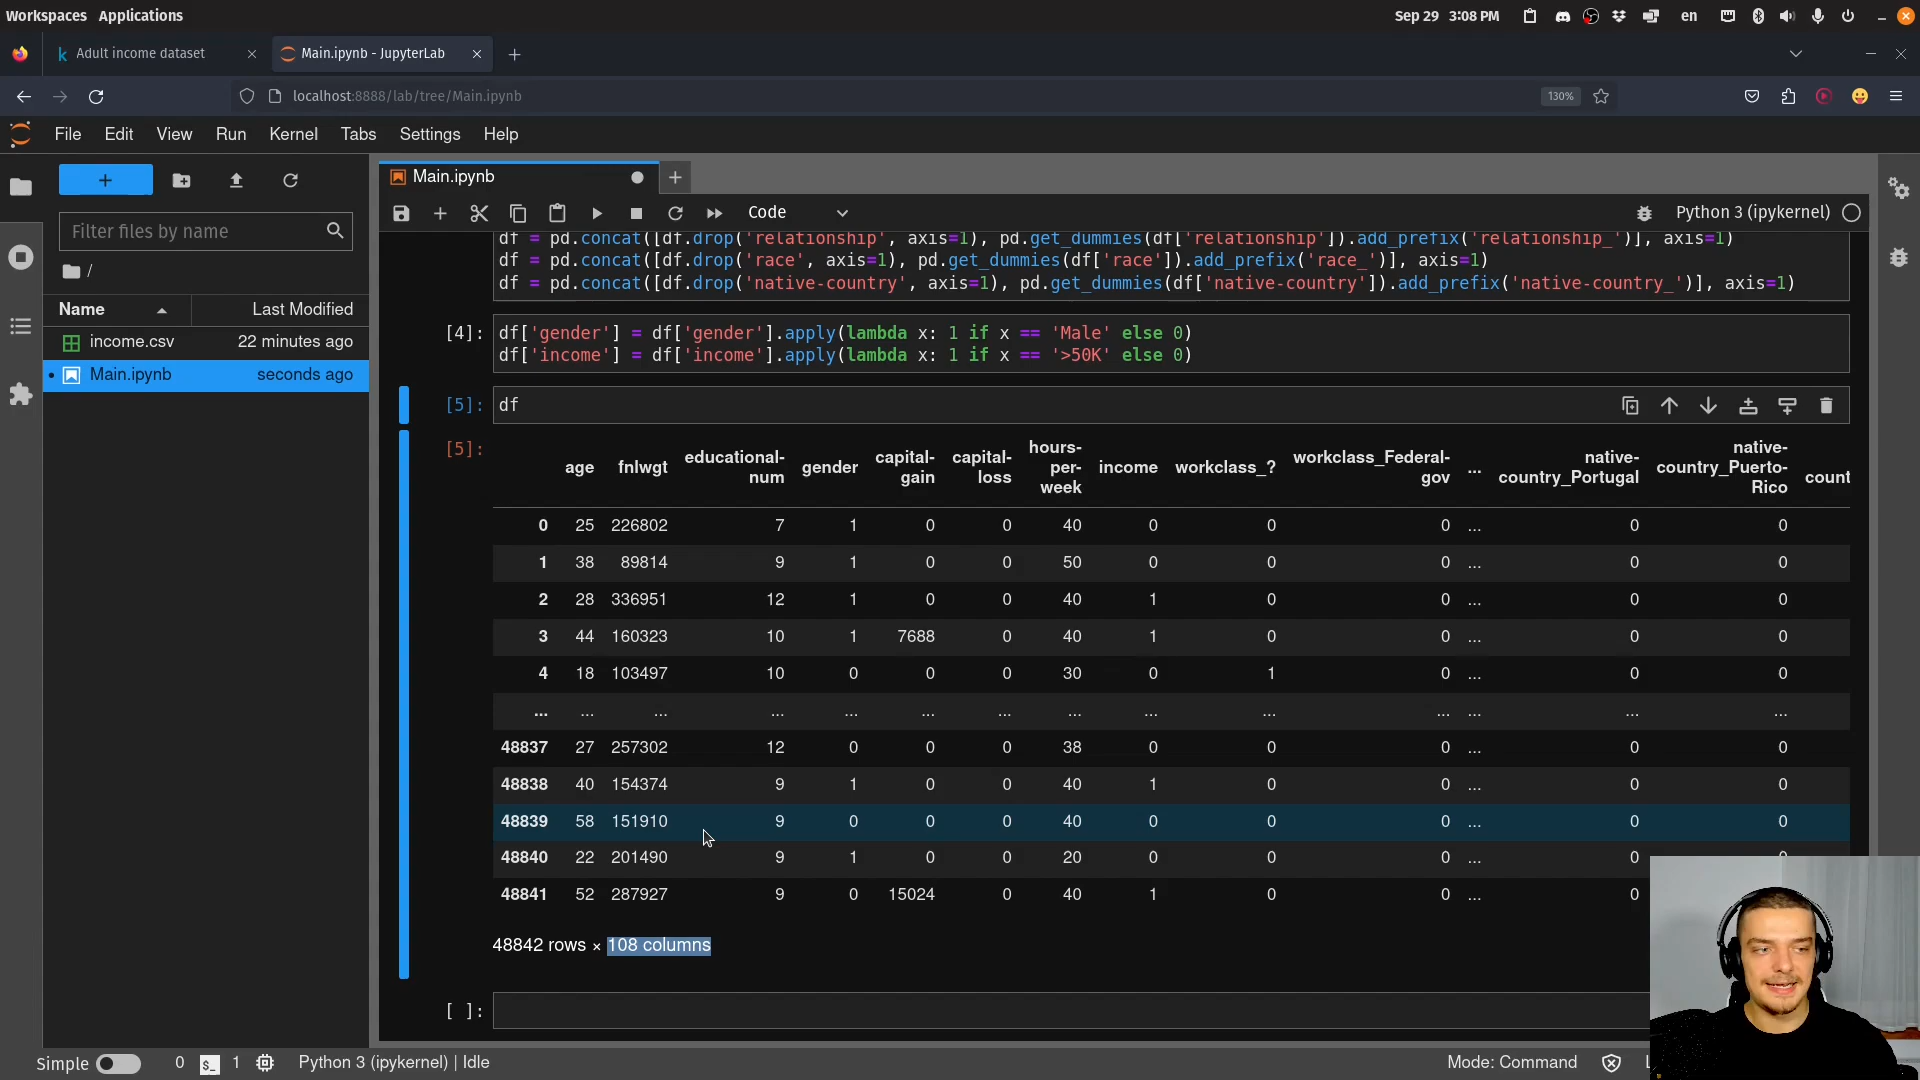 Workspaces Applications Sep 29 3:08 PM en
Adult income dataset Main.ipynb - JupyterLab
localhost:8888/lab/tree/Main.ipynb 130%
File Edit View Run Kernel Tabs Settings Help
Main.ipynb
Code Python 3 (ipykernel)
Filter files by name
/
Name Last Modified
income.csv 22 minutes ago
Main.ipynb seconds ago
df = pd.concat([df.drop('relationship', axis=1), pd.get_dummies(df['relationship']).add_prefix('relationship_')], axis=1)
df = pd.concat([df.drop('race', axis=1), pd.get_dummies(df['race']).add_prefix('race_')], axis=1)
df = pd.concat([df.drop('native-country', axis=1), pd.get_dummies(df['native-country']).add_prefix('native-country_')], axis=1)
[4]: df['gender'] = df['gender'].apply(lambda x: 1 if x == 'Male' else 0)
df['income'] = df['income'].apply(lambda x: 1 if x == '>50K' else 0)
[5]: df
[5]:
age fnlwgt educational-num gender capital-gain capital-loss hours-per-week income workclass_? workclass_Federal-gov ... native-country_Portugal native-country_Puerto-Rico count
0 25 226802 7 1 0 0 40 0 0 0 ... 0 0
1 38 89814 9 1 0 0 50 0 0 0 ... 0 0
2 28 336951 12 1 0 0 40 1 0 0 ... 0 0
3 44 160323 10 1 7688 0 40 1 0 0 ... 0 0
4 18 103497 10 0 0 0 30 0 1 0 ... 0 0
... ... ... ... ... ... ... ... ... ... ... ... ... ...
48837 27 257302 12 0 0 0 38 0 0 0 ... 0 0
48838 40 154374 9 1 0 0 40 1 0 0 ... 0 0
48839 58 151910 9 0 0 0 40 0 0 0 ... 0 0
48840 22 201490 9 1 0 0 20 0 0 0 ... 0 0
48841 52 287927 9 0 15024 0 40 1 0 0 ... 0
48842 rows × 108 columns
[ ]:
Simple 0 1 Python 3 (ipykernel) | Idle Mode: Command